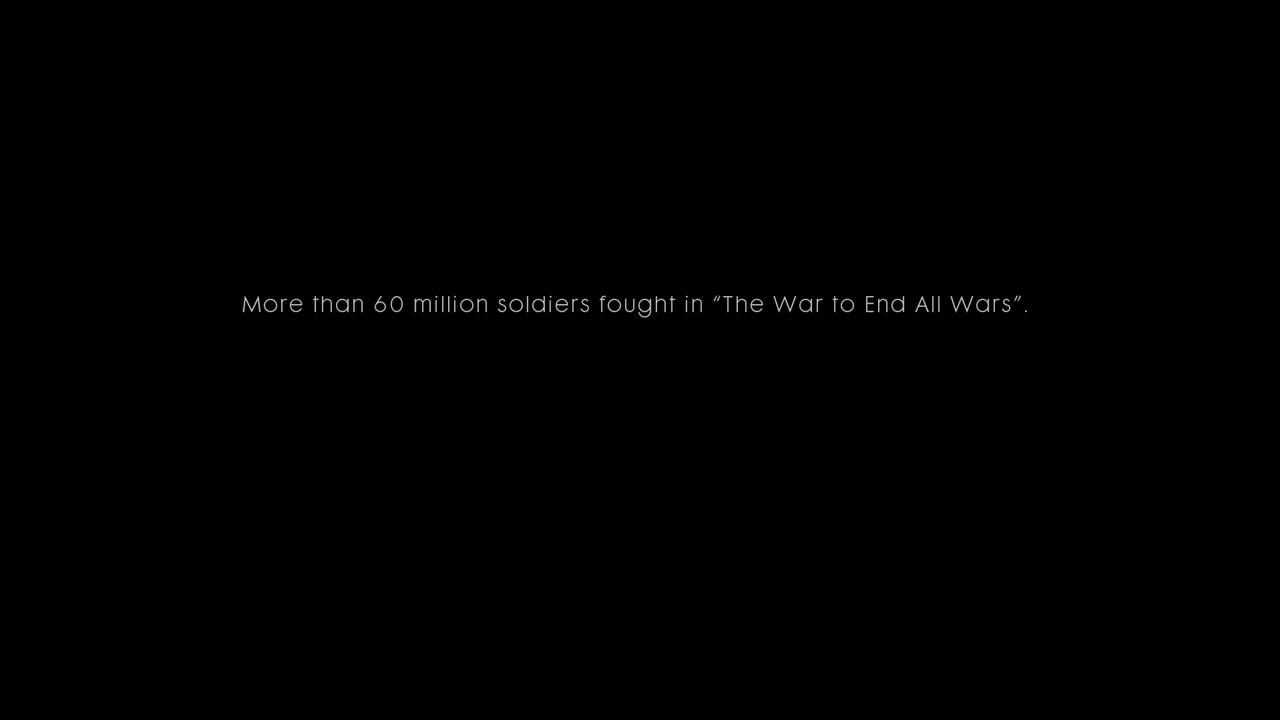 More than 60 million soldiers fought in “The War to End All Wars”.